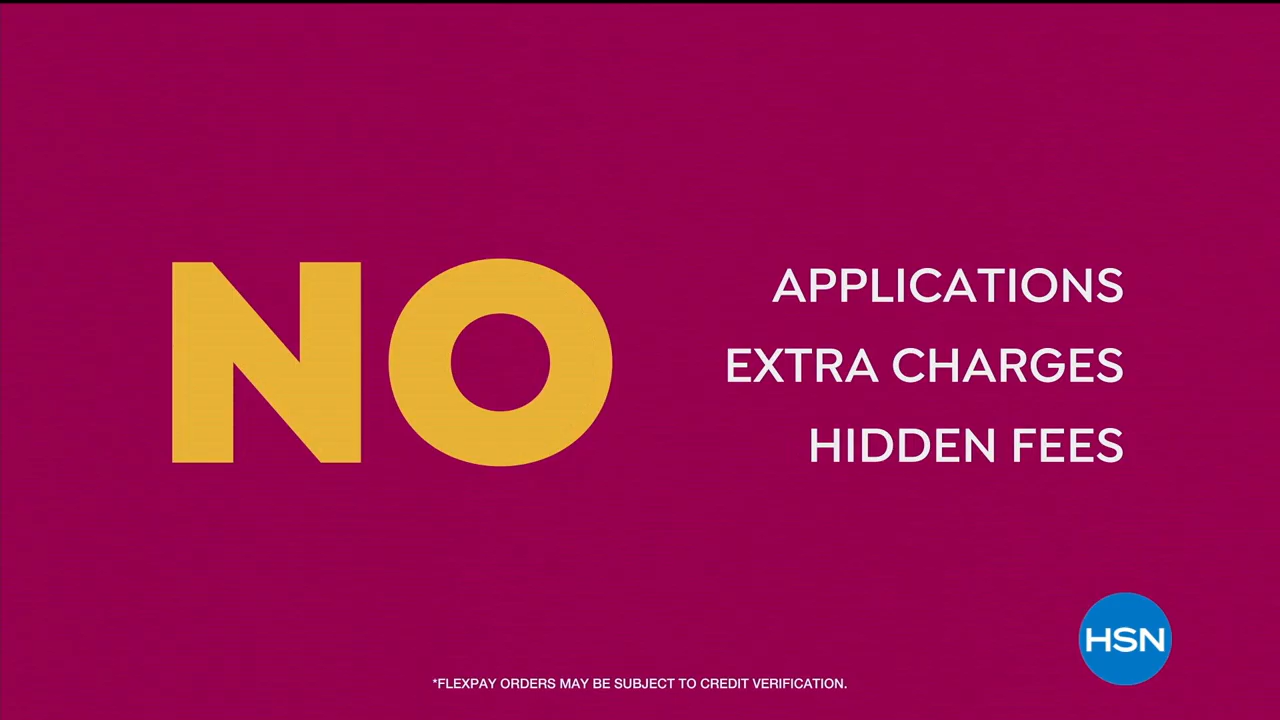 NO
APPLICATIONS
EXTRA CHARGES
HIDDEN FEES
HSN
*FLEXPAY ORDERS MAY BE SUBJECT TO CREDIT VERIFICATION.